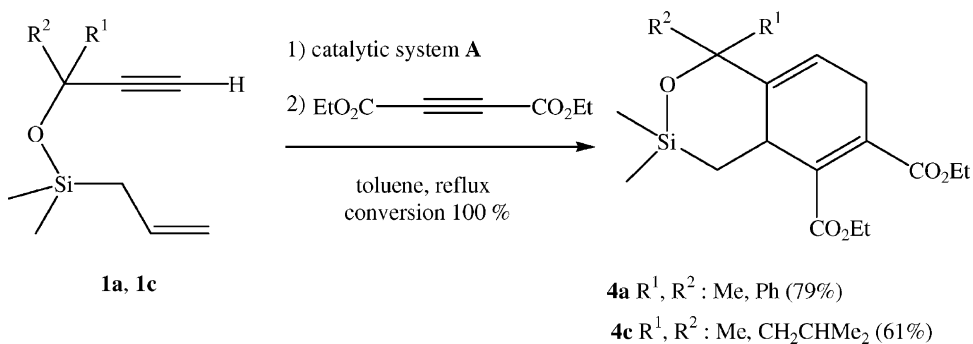 R² R¹
H
O
Si
1a, 1c
1) catalytic system A
2) EtO₂C CO₂Et
toluene, reflux
conversion 100 %
R² R¹
O
Si
CO₂Et
CO₂Et
4a R¹, R² : Me, Ph (79%)
4c R¹, R² : Me, CH₂CHMe₂ (61%)